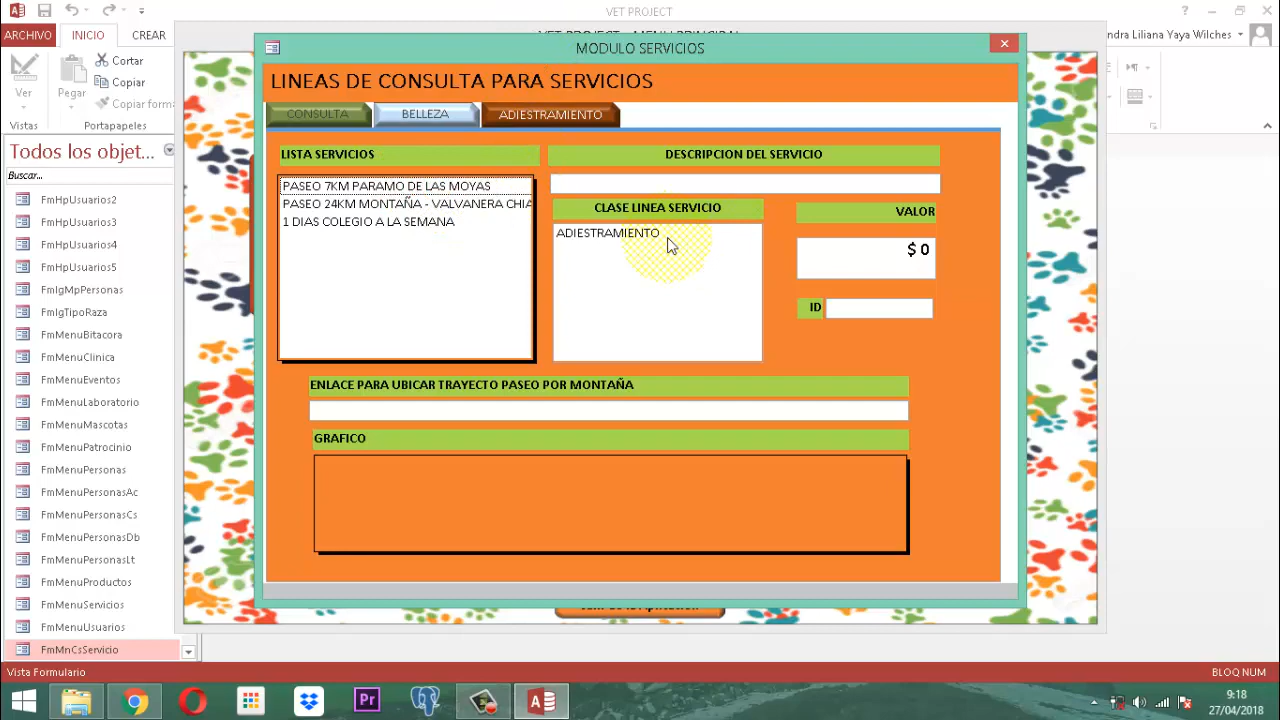 VET PROJECT
ARCHIVO
INICIO
CREAR
ndra Liliana Yaya Wilches
Ver
Pegar
Cortar
Copiar
Copiar form
Vistas
Portapapeles
Todos los objet...
Buscar...
FmHpUsuarios2
FmHpUsuarios3
FmHpUsuarios4
FmHpUsuarios5
FmIgMpPersonas
FmIgTipoRaza
FmMenuBitacora
FmMenuClinica
FmMenuEventos
FmMenuLaboratorio
FmMenuMascotas
FmMenuPatrocinio
FmMenuPersonas
FmMenuPersonasAc
FmMenuPersonasCs
FmMenuPersonasDb
FmMenuPersonasLt
FmMenuProductos
FmMenuServicios
FmMenuUsuarios
FmMnCsServicio
MODULO SERVICIOS
LINEAS DE CONSULTA PARA SERVICIOS
CONSULTA
BELLEZA
ADIESTRAMIENTO
LISTA SERVICIOS
PASEO 7KM PARAMO DE LAS MOYAS
PASEO 24KM MONTAÑA - VALVANERA CHIA
1 DIAS COLEGIO A LA SEMANA
DESCRIPCION DEL SERVICIO
CLASE LINEA SERVICIO
ADIESTRAMIENTO
VALOR
$ 0
ID
ENLACE PARA UBICAR TRAYECTO PASEO POR MONTAÑA
GRAFICO
Vista Formulario
BLOQ NUM
Pr
9:18
27/04/2018